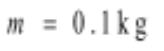 m = 0.1kg